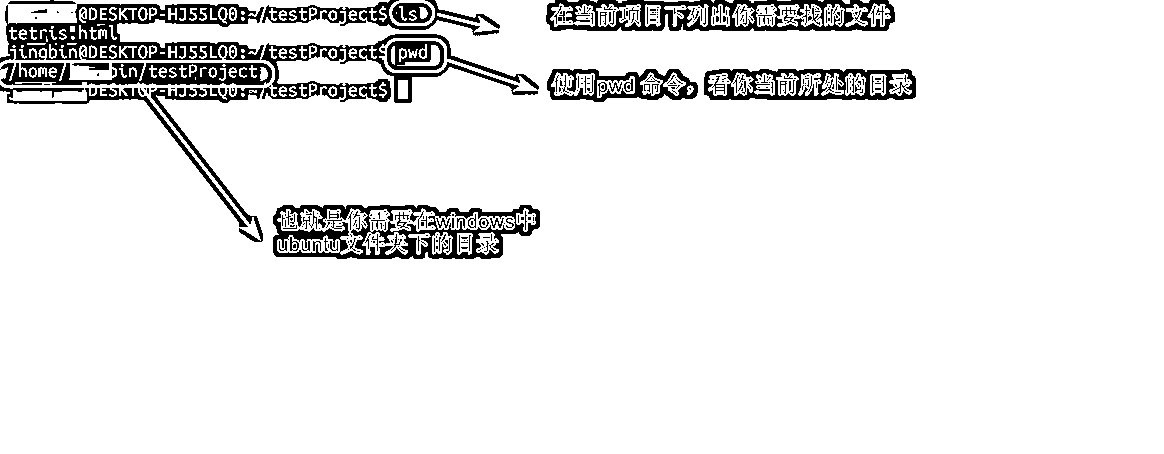 @DESKTOP-HJ55LQ0:~/testProject$ ls
在当前项目下列出你需要找的文件
tetris.html
jingbin@DESKTOP-HJ55LQ0:~/testProject$ pwd
/home/ bin/testProject
使用pwd 命令，看你当前所处的目录
DESKTOP-HJ55LQ0:~/testProject$
也就是你需要在windows中
ubuntu文件夹下的目录